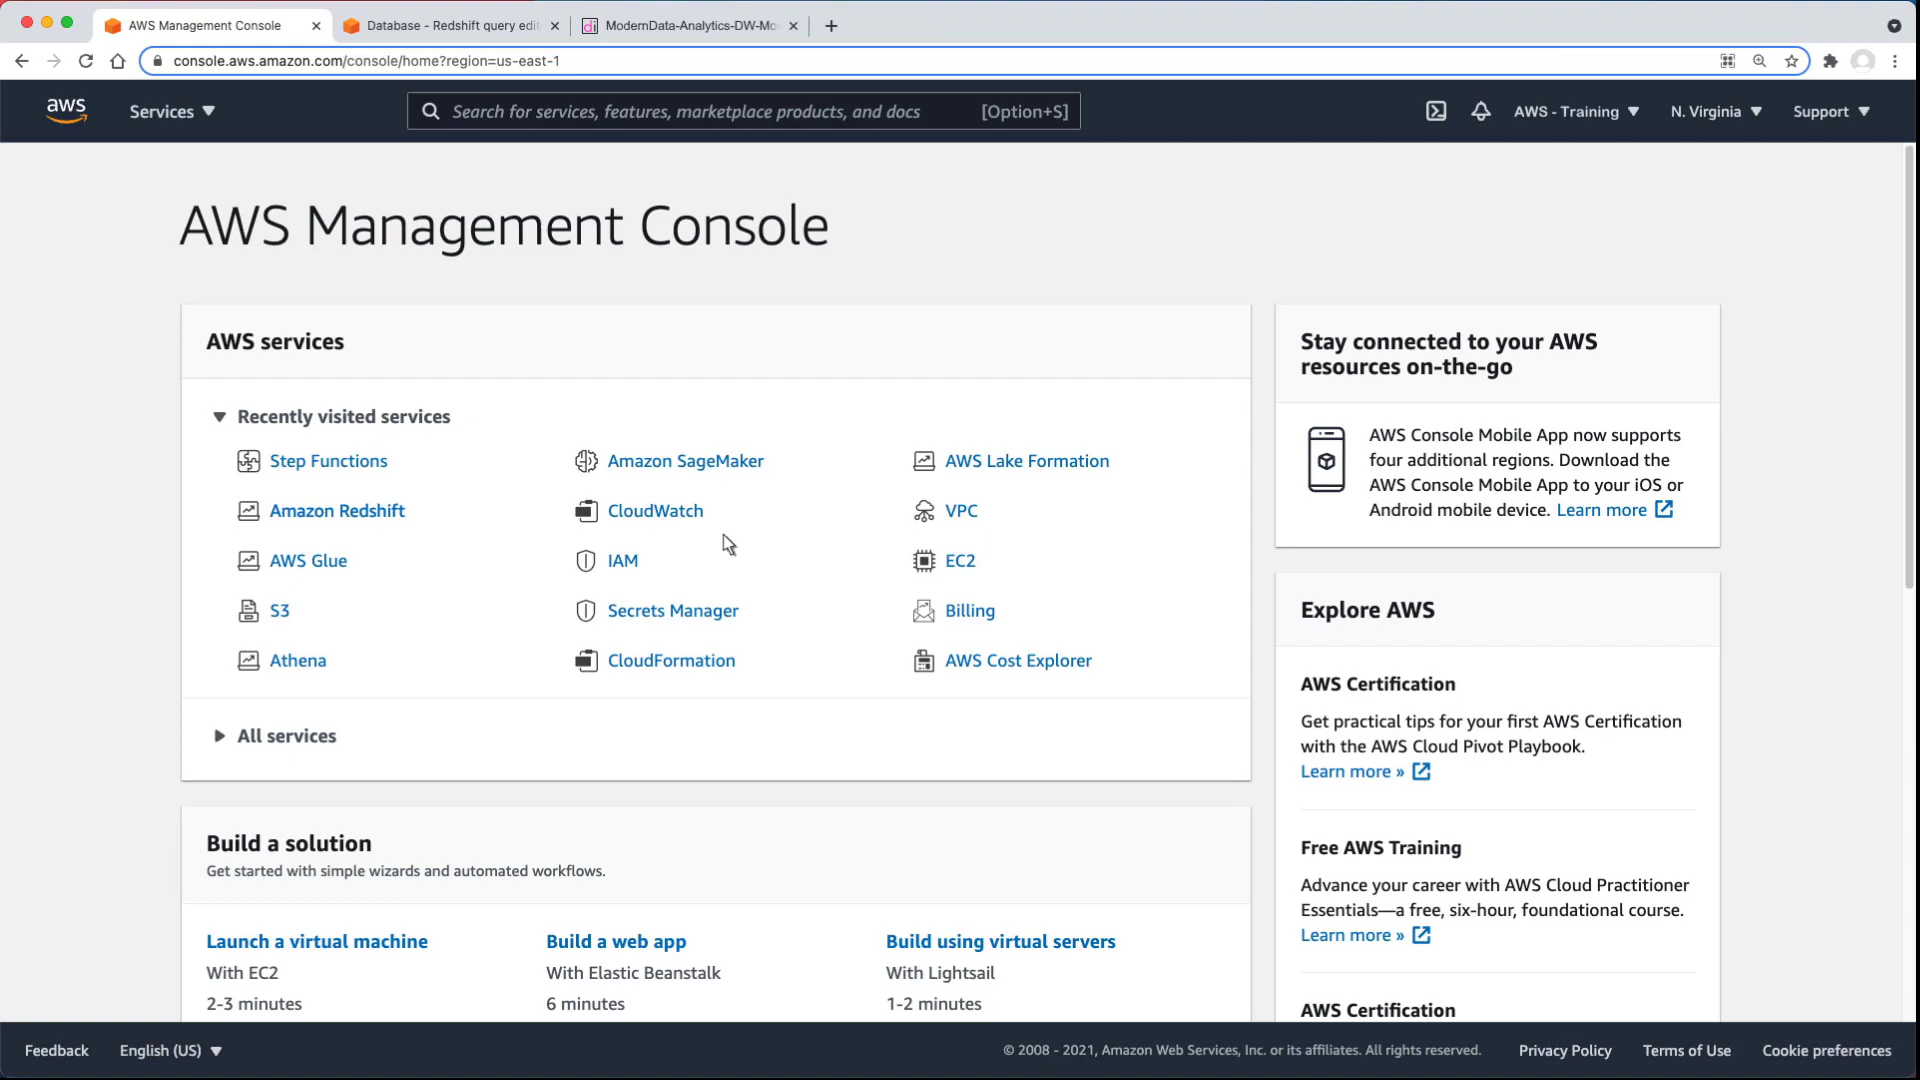 AWS Management Console
Database - Redshift query edit
ModernData-Analytics-DW-Mo
console.aws.amazon.com/console/home?region=us-east-1
aws
Services
Search for services, features, marketplace products, and docs [Option+S]
AWS - Training
N. Virginia
Support
AWS Management Console
AWS services
Recently visited services
Step Functions
Amazon SageMaker
AWS Lake Formation
Amazon Redshift
CloudWatch
VPC
AWS Glue
IAM
EC2
S3
Secrets Manager
Billing
Athena
CloudFormation
AWS Cost Explorer
All services
Build a solution
Get started with simple wizards and automated workflows.
Launch a virtual machine
With EC2
2-3 minutes
Build a web app
With Elastic Beanstalk
6 minutes
Build using virtual servers
With Lightsail
1-2 minutes
Stay connected to your AWS
resources on-the-go
AWS Console Mobile App now supports
four additional regions. Download the
AWS Console Mobile App to your iOS or
Android mobile device. Learn more
Explore AWS
AWS Certification
Get practical tips for your first AWS Certification
with the AWS Cloud Pivot Playbook.
Learn more »
Free AWS Training
Advance your career with AWS Cloud Practitioner
Essentials—a free, six-hour, foundational course.
Learn more »
AWS Certification
Feedback
English (US)
© 2008 - 2021, Amazon Web Services, Inc. or its affiliates. All rights reserved.
Privacy Policy
Terms of Use
Cookie preferences